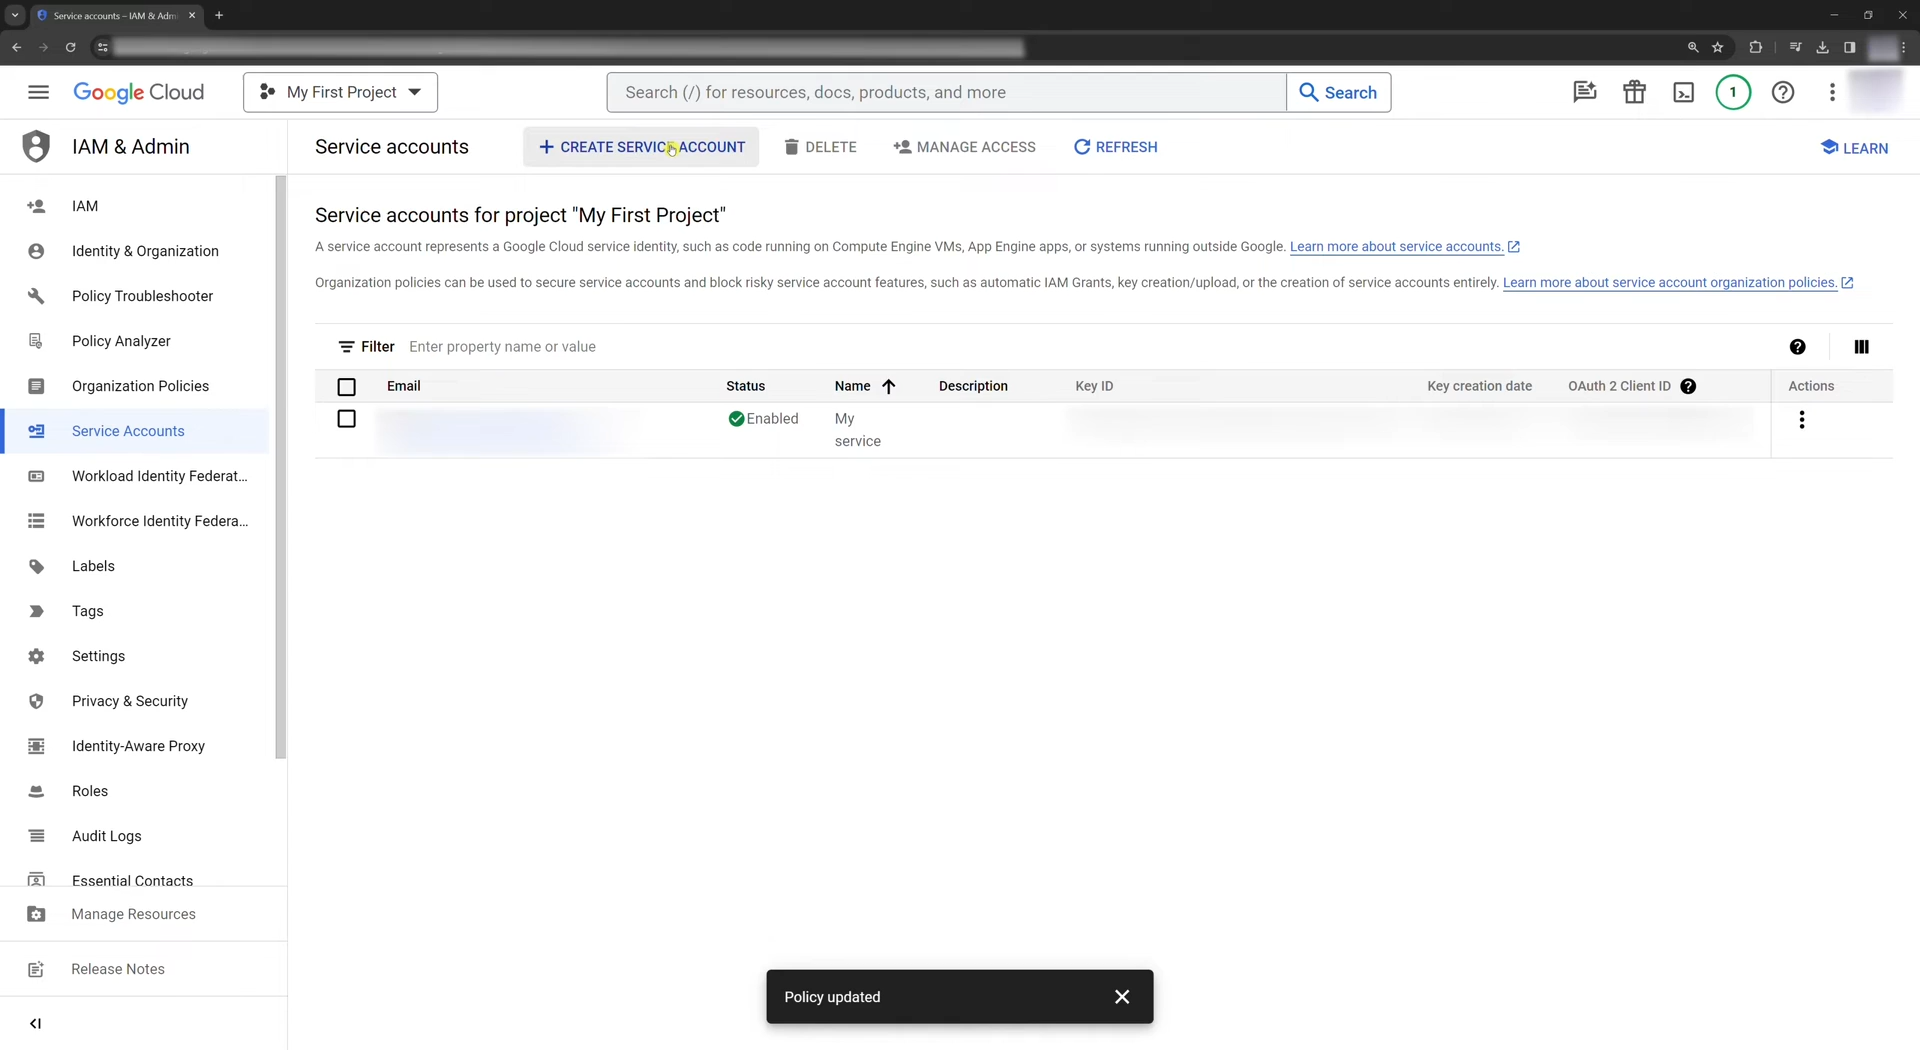 Service accounts – IAM & Adm
Google Cloud
My First Project
Search (/) for resources, docs, products, and more
Search
1
IAM & Admin
Service accounts
CREATE SERVICE ACCOUNT
DELETE
MANAGE ACCESS
REFRESH
LEARN
IAM
Identity & Organization
Policy Troubleshooter
Policy Analyzer
Organization Policies
Service Accounts
Workload Identity Federat...
Workforce Identity Federa...
Labels
Tags
Settings
Privacy & Security
Identity-Aware Proxy
Roles
Audit Logs
Essential Contacts
Manage Resources
Release Notes
Service accounts for project "My First Project"
A service account represents a Google Cloud service identity, such as code running on Compute Engine VMs, App Engine apps, or systems running outside Google. Learn more about service accounts.
Organization policies can be used to secure service accounts and block risky service account features, such as automatic IAM Grants, key creation/upload, or the creation of service accounts entirely. Learn more about service account organization policies.
Filter Enter property name or value
Email Status Name Description Key ID Key creation date OAuth 2 Client ID Actions
Enabled My
service
Policy updated